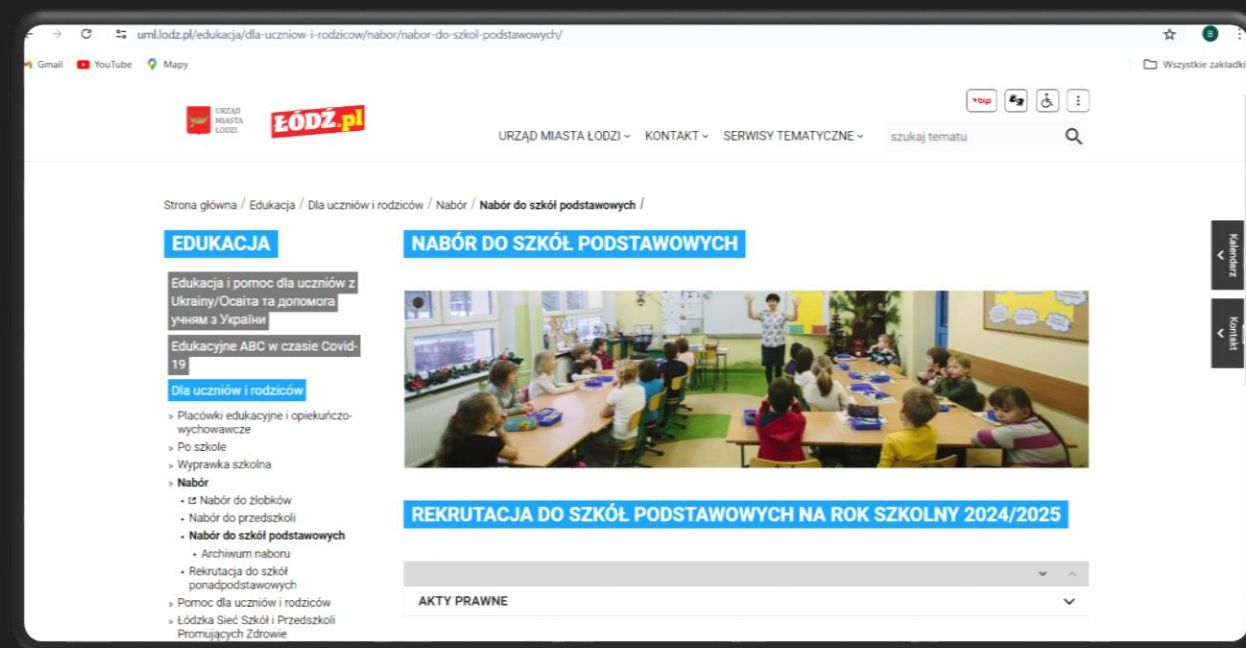 uml.lodz.pl/edukacja/dla-uczniow-i-rodzicow/nabor/nabor-do-szkol-podstawowych/
Gmail YouTube Mapy
Wszystkie zakładki
URZĄD
MIASTA
ŁODZI
ŁÓDŹ.pl
bip
URZĄD MIASTA ŁODZI KONTAKT SERWISY TEMATYCZNE szukaj tematu
Strona główna / Edukacja / Dla uczniów i rodziców / Nabór / Nabór do szkół podstawowych /
Kalendarz
Kontakt
EDUKACJA
Edukacja i pomoc dla uczniów z
Ukrainy/Освіта та допомога
учням з України
Edukacyjne ABC w czasie Covid-
19
Dla uczniów i rodziców
» Placówki edukacyjne i opiekuńczo-
wychowawcze
» Po szkole
» Wyprawka szkolna
» Nabór
• Nabór do żłobków
• Nabór do przedszkoli
• Nabór do szkół podstawowych
• Archiwum naboru
• Rekrutacja do szkół
ponadpodstawowych
» Pomoc dla uczniów i rodziców
» Łódzka Sieć Szkół i Przedszkoli
Promujących Zdrowie
NABÓR DO SZKÓŁ PODSTAWOWYCH
REKRUTACJA DO SZKÓŁ PODSTAWOWYCH NA ROK SZKOLNY 2024/2025
AKTY PRAWNE